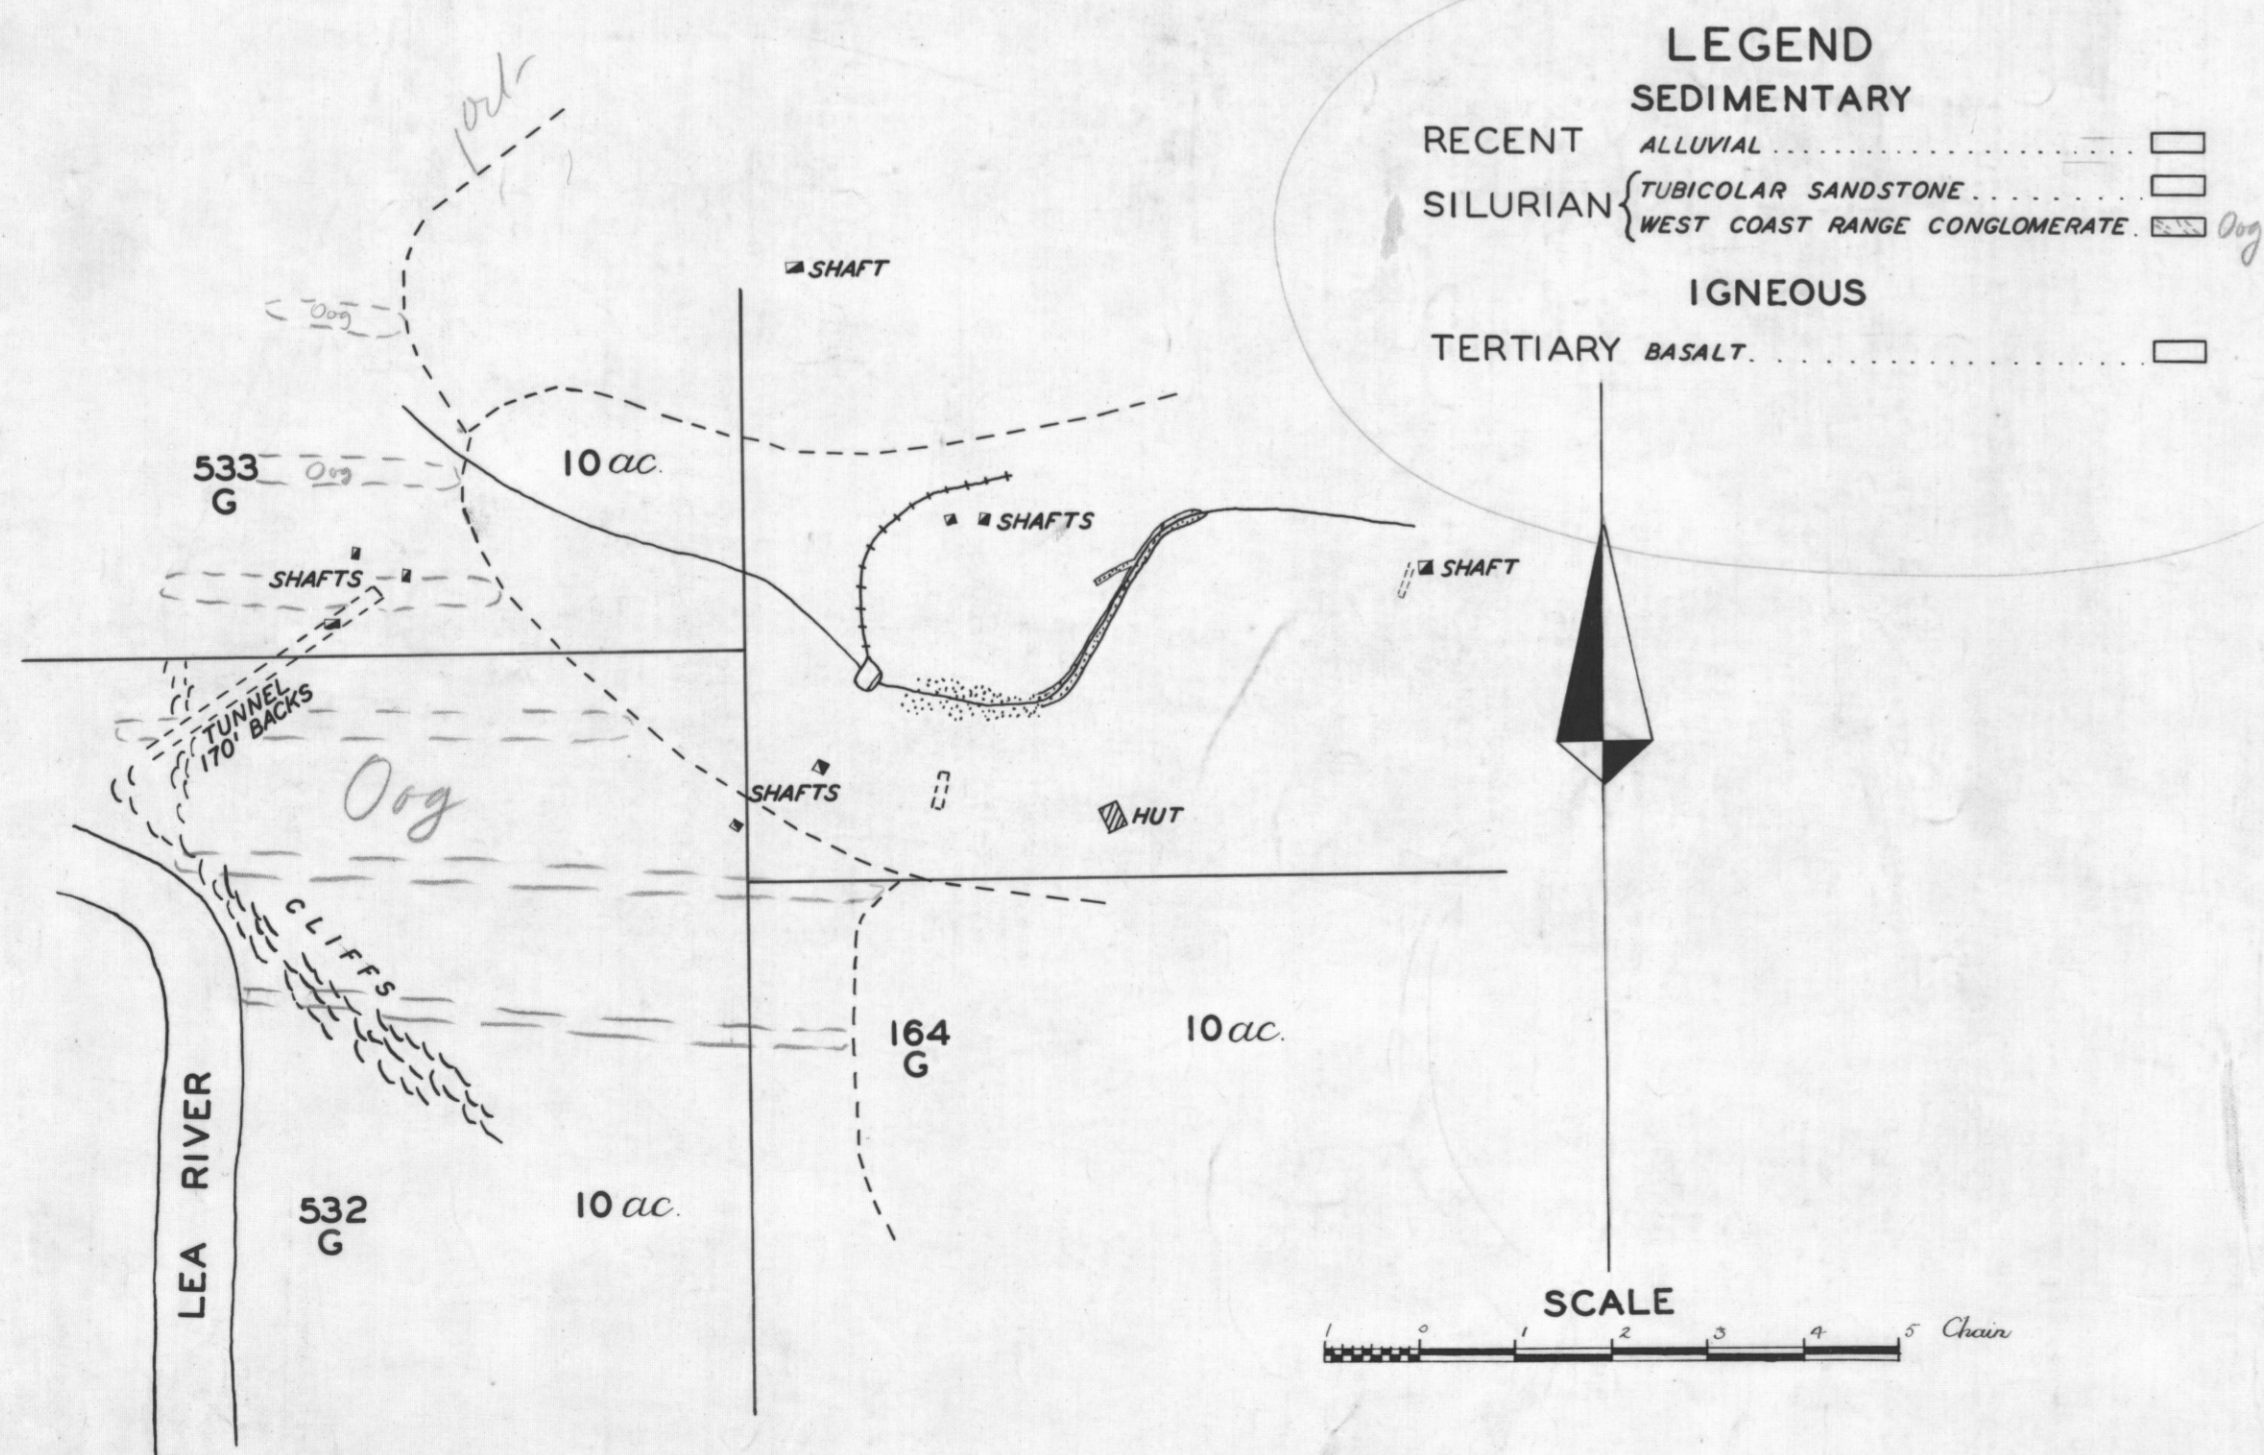 LEGEND
SEDIMENTARY
RECENT ALLUVIAL
SILURIAN { TUBICOLAR SANDSTONE
WEST COAST RANGE CONGLOMERATE Oog
IGNEOUS
TERTIARY BASALT
SHAFT
Oog
533
G
Oog
10 ac.
SHAFTS
SHAFTS
SHAFT
TUNNEL
170' BACKS
Oog
SHAFTS
HUT
CLIFFS
164
G
10 ac.
LEA RIVER
532
G
10 ac.
SCALE
1 0 1 2 3 4 5 Chain